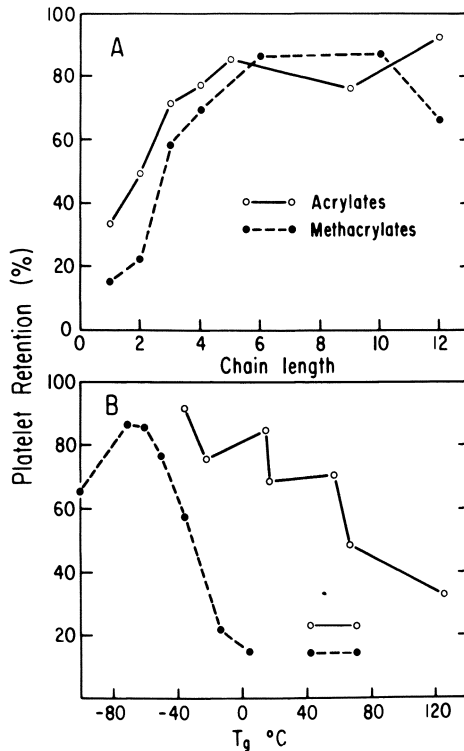 Platelet Retention (%)
100
A
80
60
40
20
0
Acrylates
Methacrylates
0 2 4 6 8 10 12
Chain length
100
B
80
60
40
20
-80 -40 0 40 80 120
Tg °C